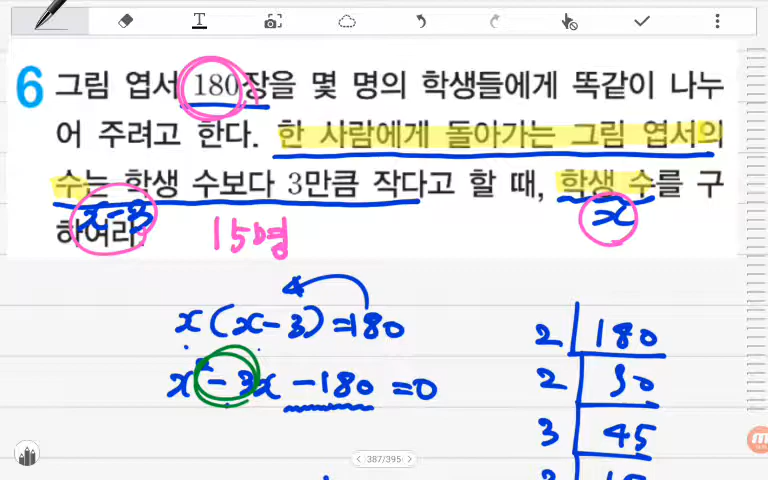 T
6 그림 엽서 180장을 몇 명의 학생들에게 똑같이 나누
어 주려고 한다. 한 사람에게 돌아가는 그림 엽서의
수는 학생 수보다 3만큼 작다고 할 때, 학생 수를 구
하여라.
x-3
x
15명
x(x-3)=180
x²-3x-180=0
2 180
2 90
3 45
3 15
387/395